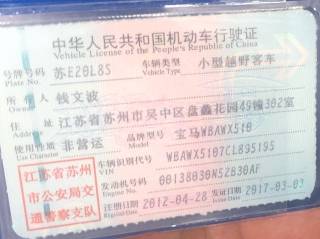 中华人民共和国机动车行驶证
Vehicle License of the People's Republic of China
号牌号码 苏E20L8S 车辆类型 小型越野客车
Plate No. Vehicle Type
所有人 钱文波
Owner
住址 江苏省苏州市吴中区盘蠡花园49幢302室
Address
使用性质 非营运 品牌型号 宝马WBAWX510
Use Character Model
江苏省苏州市公安局交通警察支队
车辆识别代号 WBAWX5107CL895195
VIN
发动机号码 00138030N52B30AF
Engine No.
注册日期 2012-04-28 发证日期 2017-03-03
Register Date Issue Date